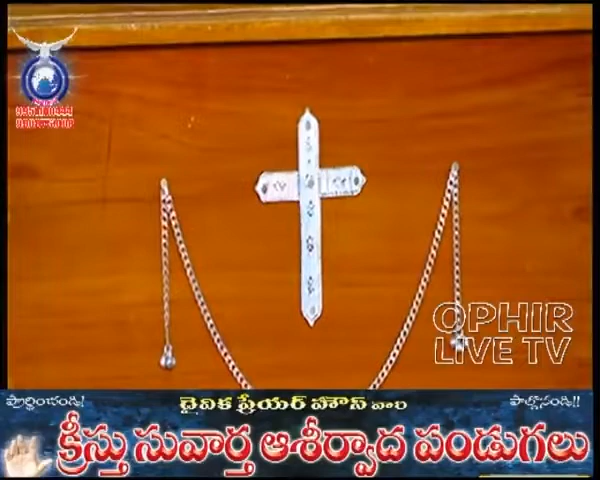 OPHIR
LIVE TV
ప్రార్థించండి!
దైవిక ప్రేయర్ హౌస్ వారి
పాల్గొనండి!!
క్రీస్తు సువార్త ఆశీర్వాద పండుగలు